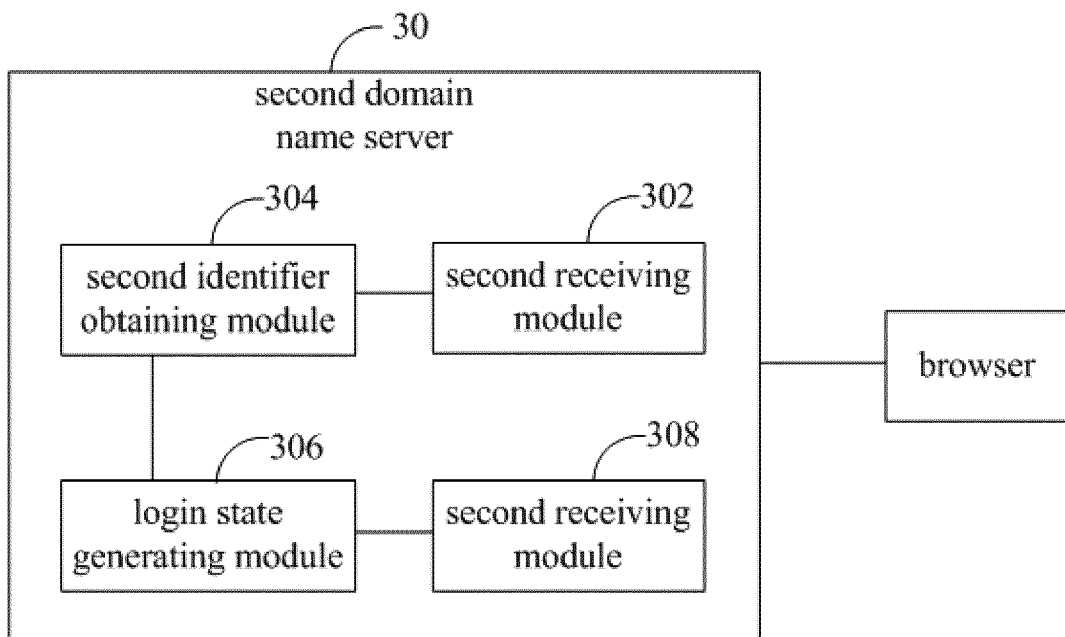 30
second domain
name server
304
302
second identifier
obtaining module
second receiving
module
browser
306
308
login state
generating module
second receiving
module